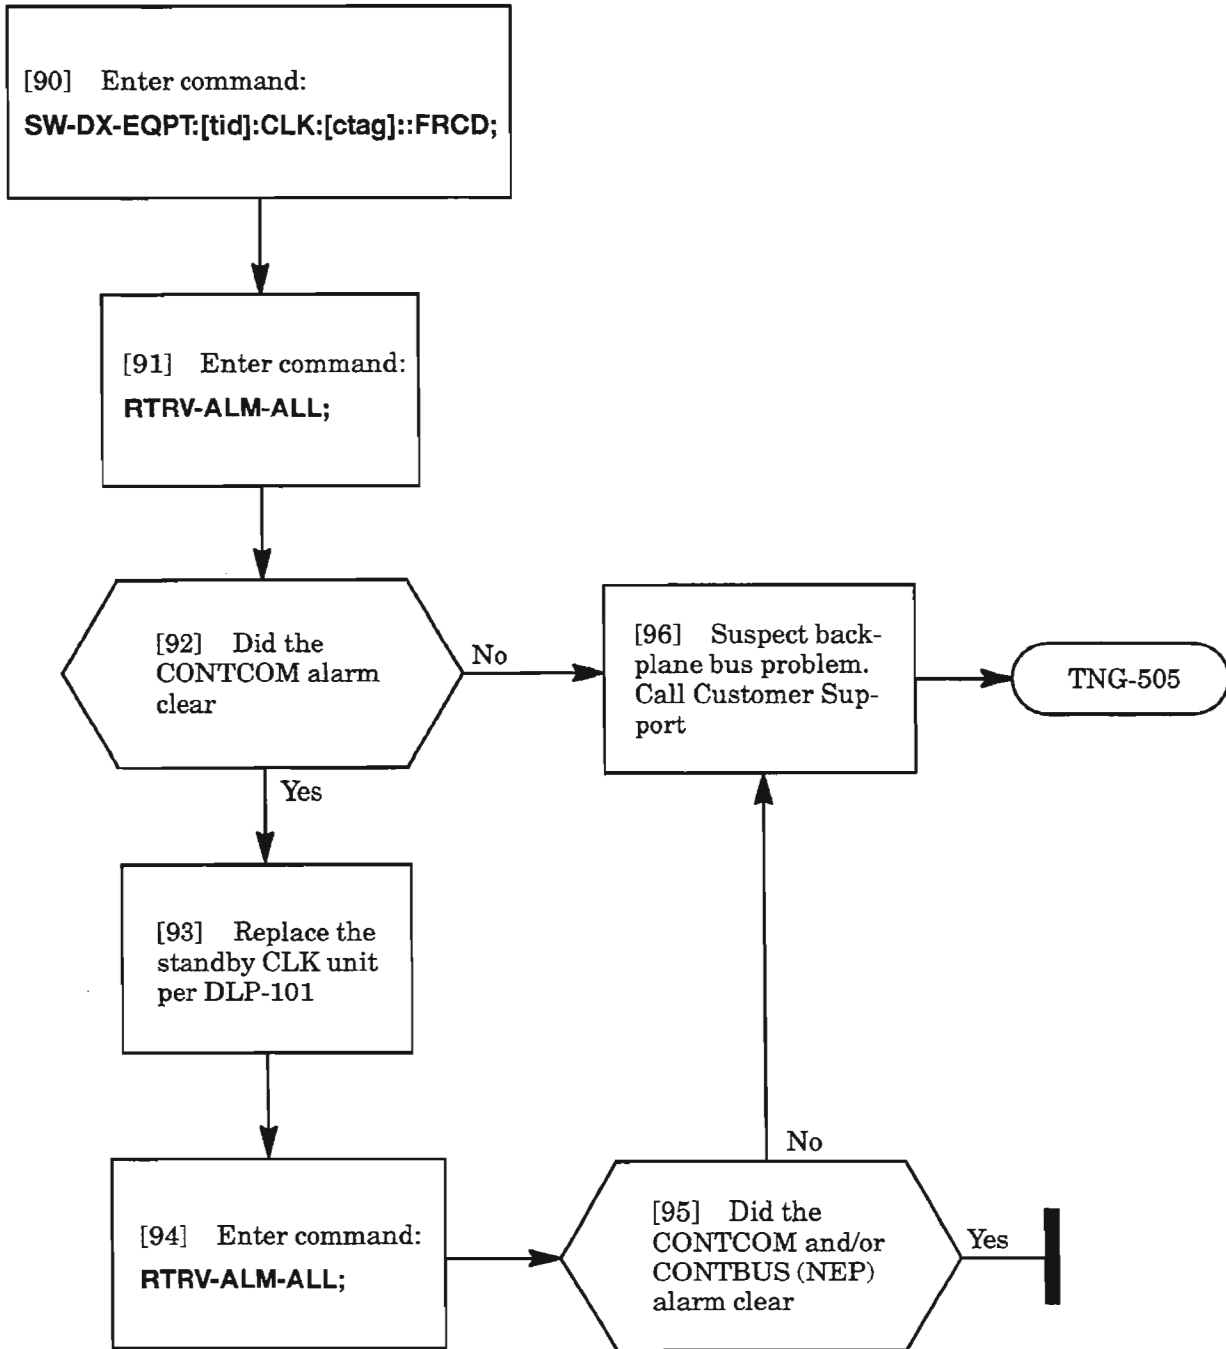 [90] Enter command:
SW-DX-EQPT:[tid]:CLK:[ctag]::FRCD;
[91] Enter command:
RTRV-ALM-ALL;
[92] Did the
CONTCOM alarm
clear
No
Yes
[96] Suspect back-
plane bus problem.
Call Customer Sup-
port
TNG-505
[93] Replace the
standby CLK unit
per DLP-101
[94] Enter command:
RTRV-ALM-ALL;
[95] Did the
CONTCOM and/or
CONTBUS (NEP)
alarm clear
No
Yes